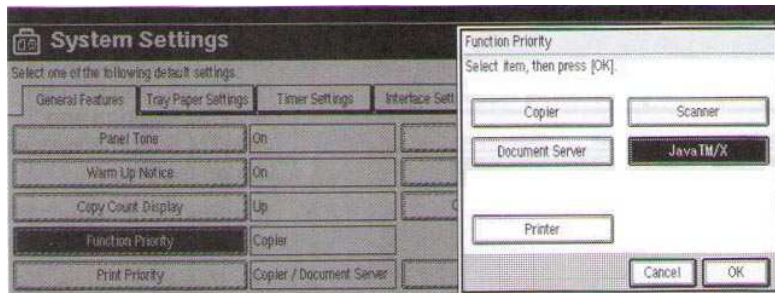 System Settings
Select one of the following default settings.
General Features
Tray Paper Settings
Timer Settings
Interface Sett
Panel Tone
On
Warm Up Notice
On
Copy Count Display
Up
Function Priority
Copier
Print Priority
Copier / Document Server
Function Priority
Select item, then press [OK].
Copier
Scanner
Document Server
JavaTM/X
Printer
Cancel
OK